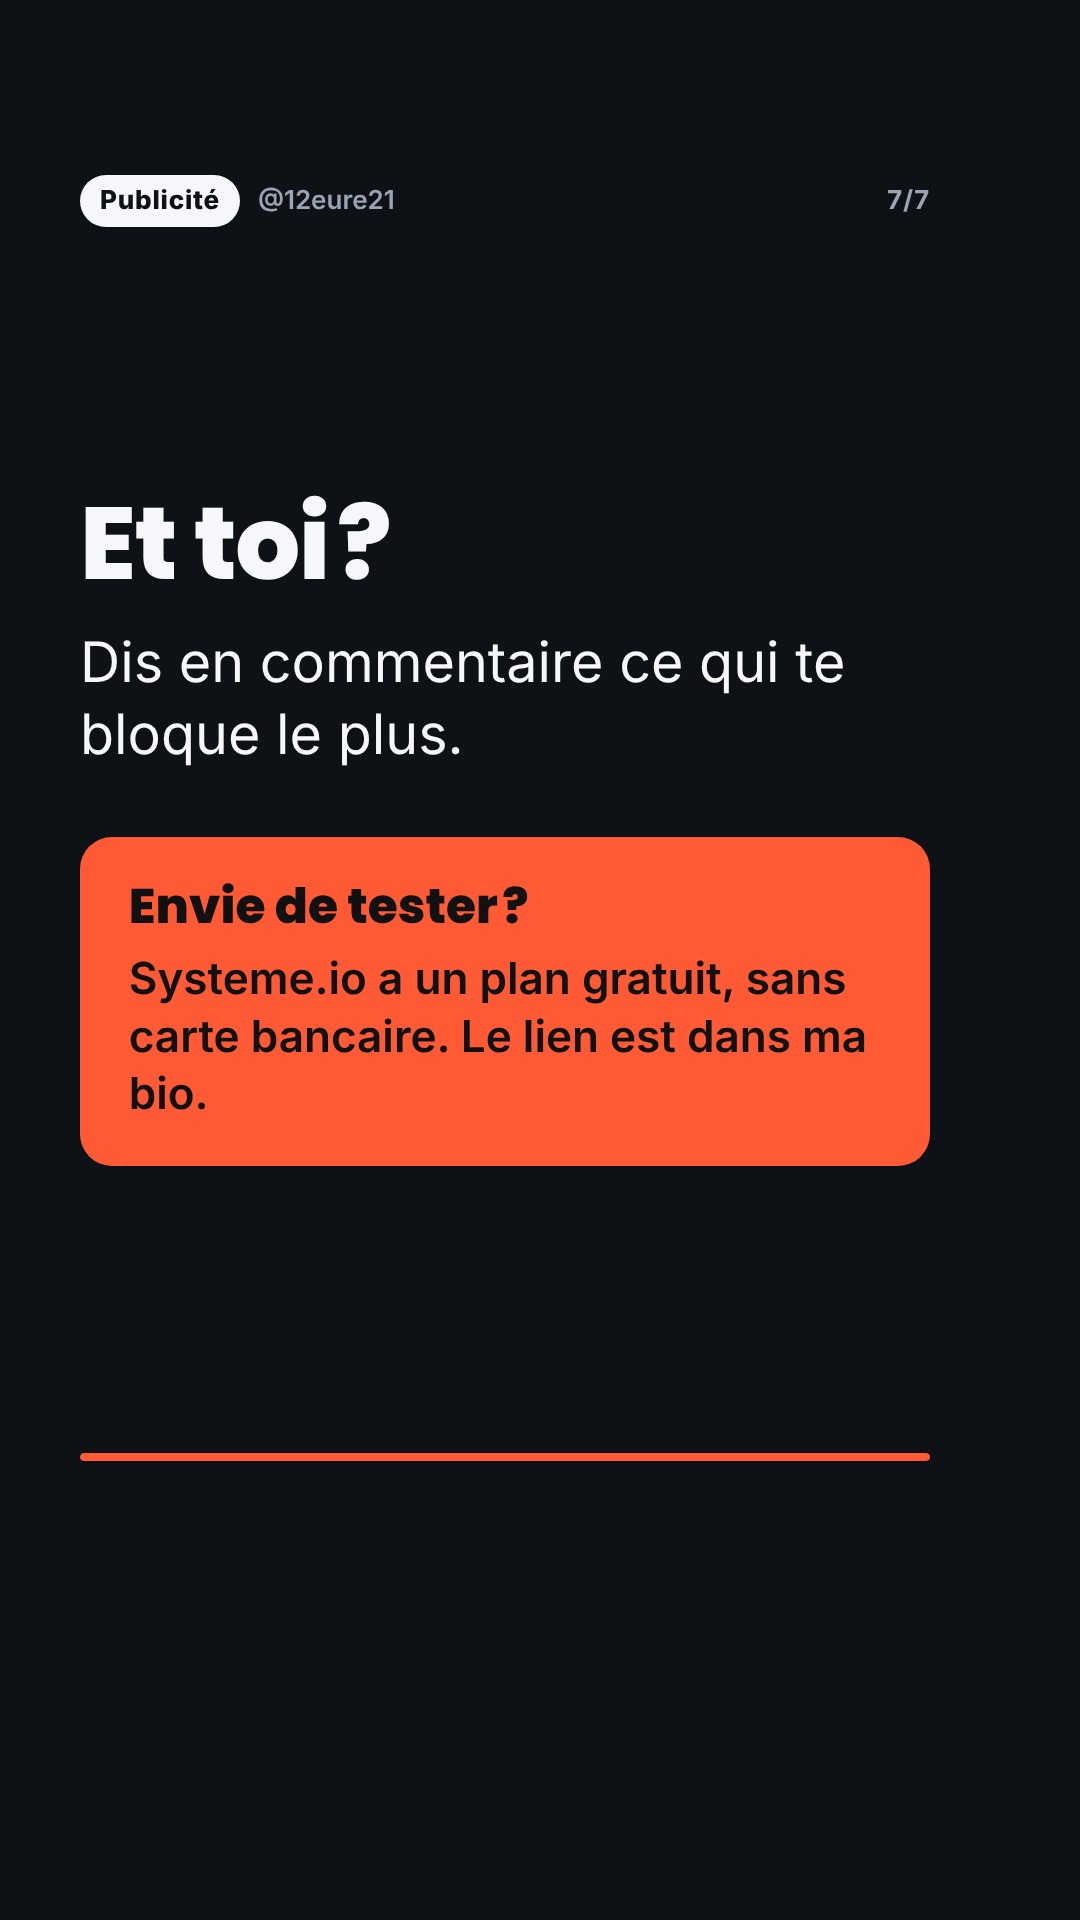 Publicité @12eure21 7/7
Et toi ?
Dis en commentaire ce qui te
bloque le plus.
Envie de tester ?
Systeme.io a un plan gratuit, sans
carte bancaire. Le lien est dans ma
bio.